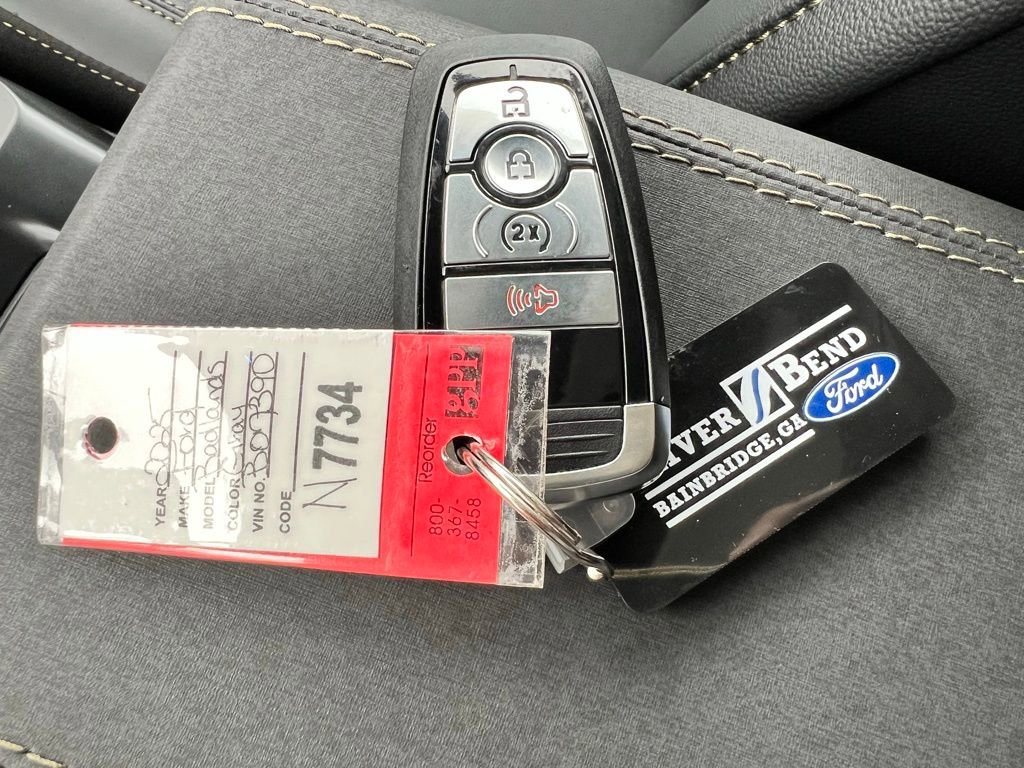 2X
YEAR 2025
MAKE Ford
MODEL Badlands
COLOR Gray
VIN NO.
CODE
N7734
Reorder
800-
367-
8458
BEND
BAINBRIDGE, GA
Ford